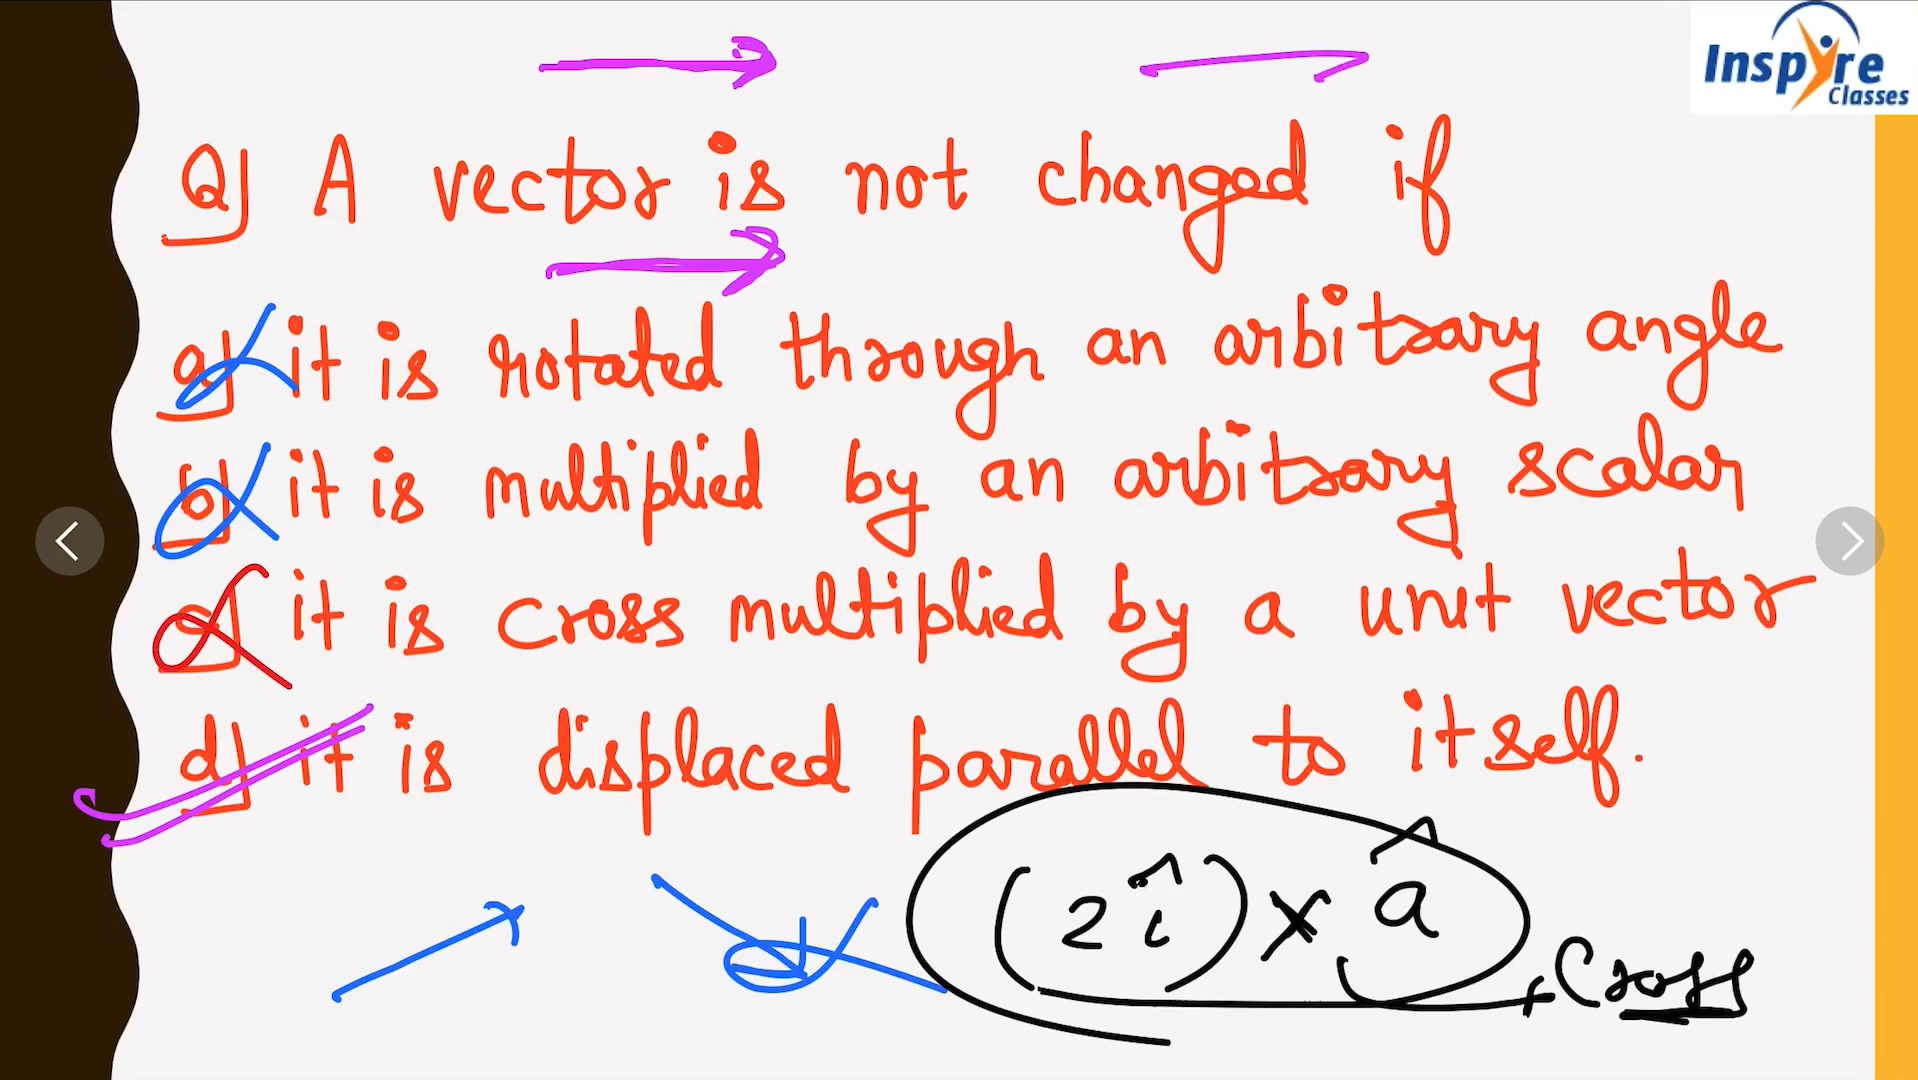 Inspire Classes
Q) A vector is not changed if
a) it is rotated through an arbitrary angle
b) it is multiplied by an arbitrary scalar
c) it is cross multiplied by a unit vector
d) it is displaced parallel to itself.
(2î) × â
Cross